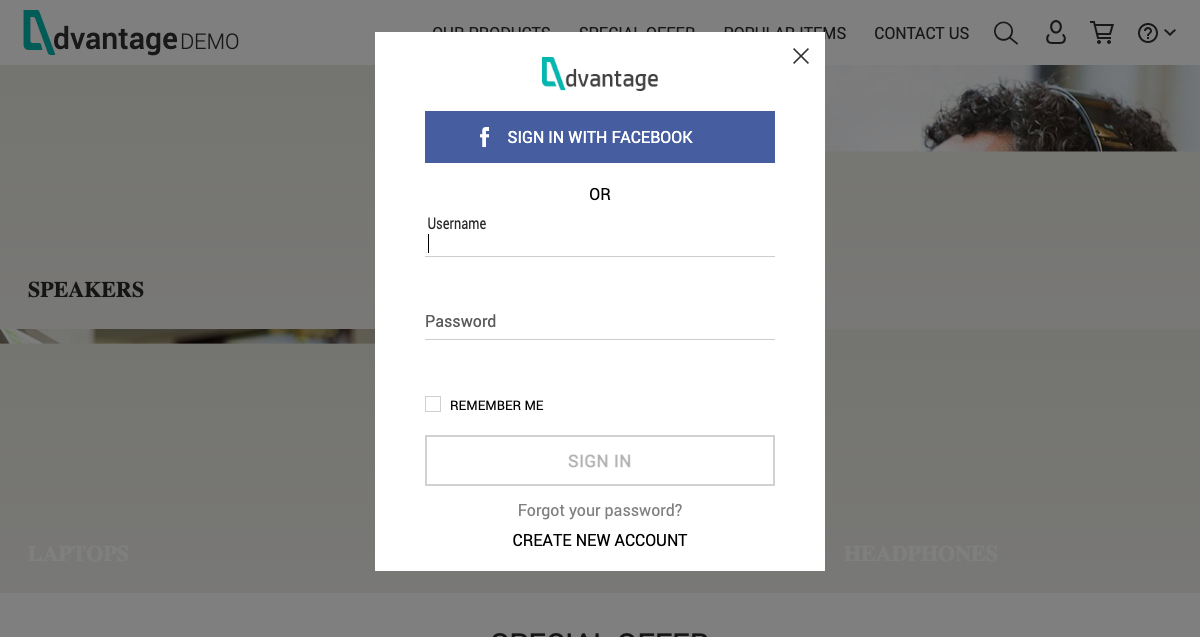 dvantage DEMO
OUR PRODUCTS SPECIAL OFFER POPULAR ITEMS CONTACT US
dvantage
f SIGN IN WITH FACEBOOK
OR
Username
SPEAKERS
Password
REMEMBER ME
SIGN IN
Forgot your password?
CREATE NEW ACCOUNT
LAPTOPS
HEADPHONES
SPECIAL OFFER